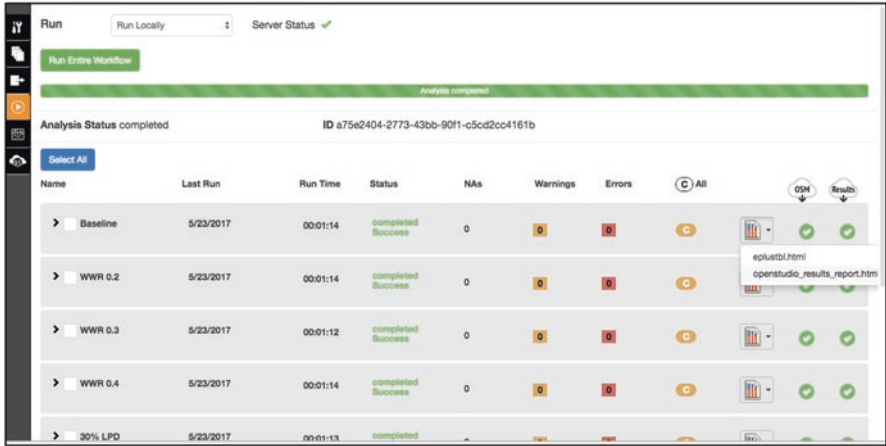 Run Run Locally Server Status
Run Entire Workflow
Analysis completed
Analysis Status completed ID a75e2404-2773-43bb-90f1-c5cd2cc4161b
Select All
Name Last Run Run Time Status NAs Warnings Errors C All OSM Results
Baseline 5/23/2017 00:01:14 completed Success 0 0 0 C
eplustbl.html
openstudio_results_report.htm
WWR 0.2 5/23/2017 00:01:14 completed Success 0 0 0 C
WWR 0.3 5/23/2017 00:01:12 completed Success 0 0 0 C
WWR 0.4 5/23/2017 00:01:14 completed Success 0 0 0 C
30% LPD 5/23/2017 00:01:13 completed